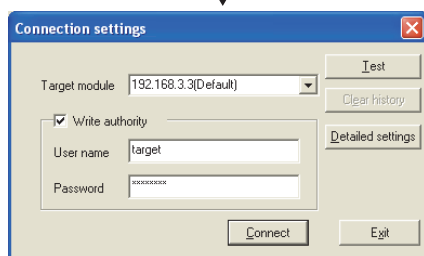 Connection settings
Test
Target module 192.168.3.3(Default)
Clear history
Write authority
Detailed settings
User name target
Password xxxxxxxx
Connect Exit